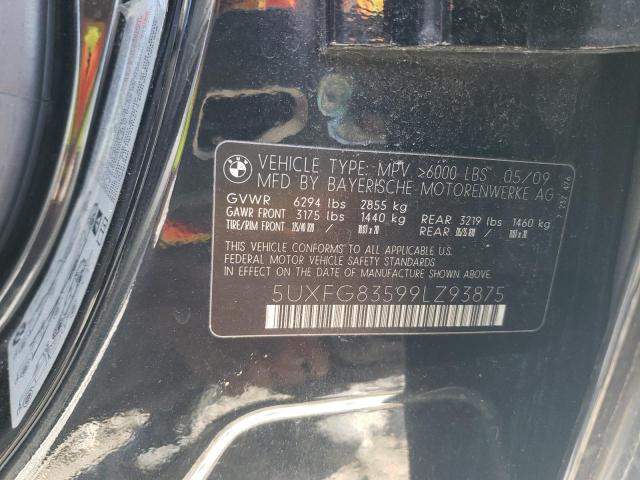 BMW
VEHICLE TYPE: MPV >6000 LBS 05/09
MFD BY BAYERISCHE MOTORENWERKE AG
GVWR 6294 lbs 2855 kg
GAWR FRONT 3175 lbs 1440 kg REAR 3219 lbs 1460 kg
TIRE/RIM FRONT REAR
THIS VEHICLE CONFORMS TO ALL APPLICABLE U.S.
FEDERAL MOTOR VEHICLE SAFETY STANDARDS
IN EFFECT ON THE DATE OF MANUFACTURE
5UXFG83599LZ93875